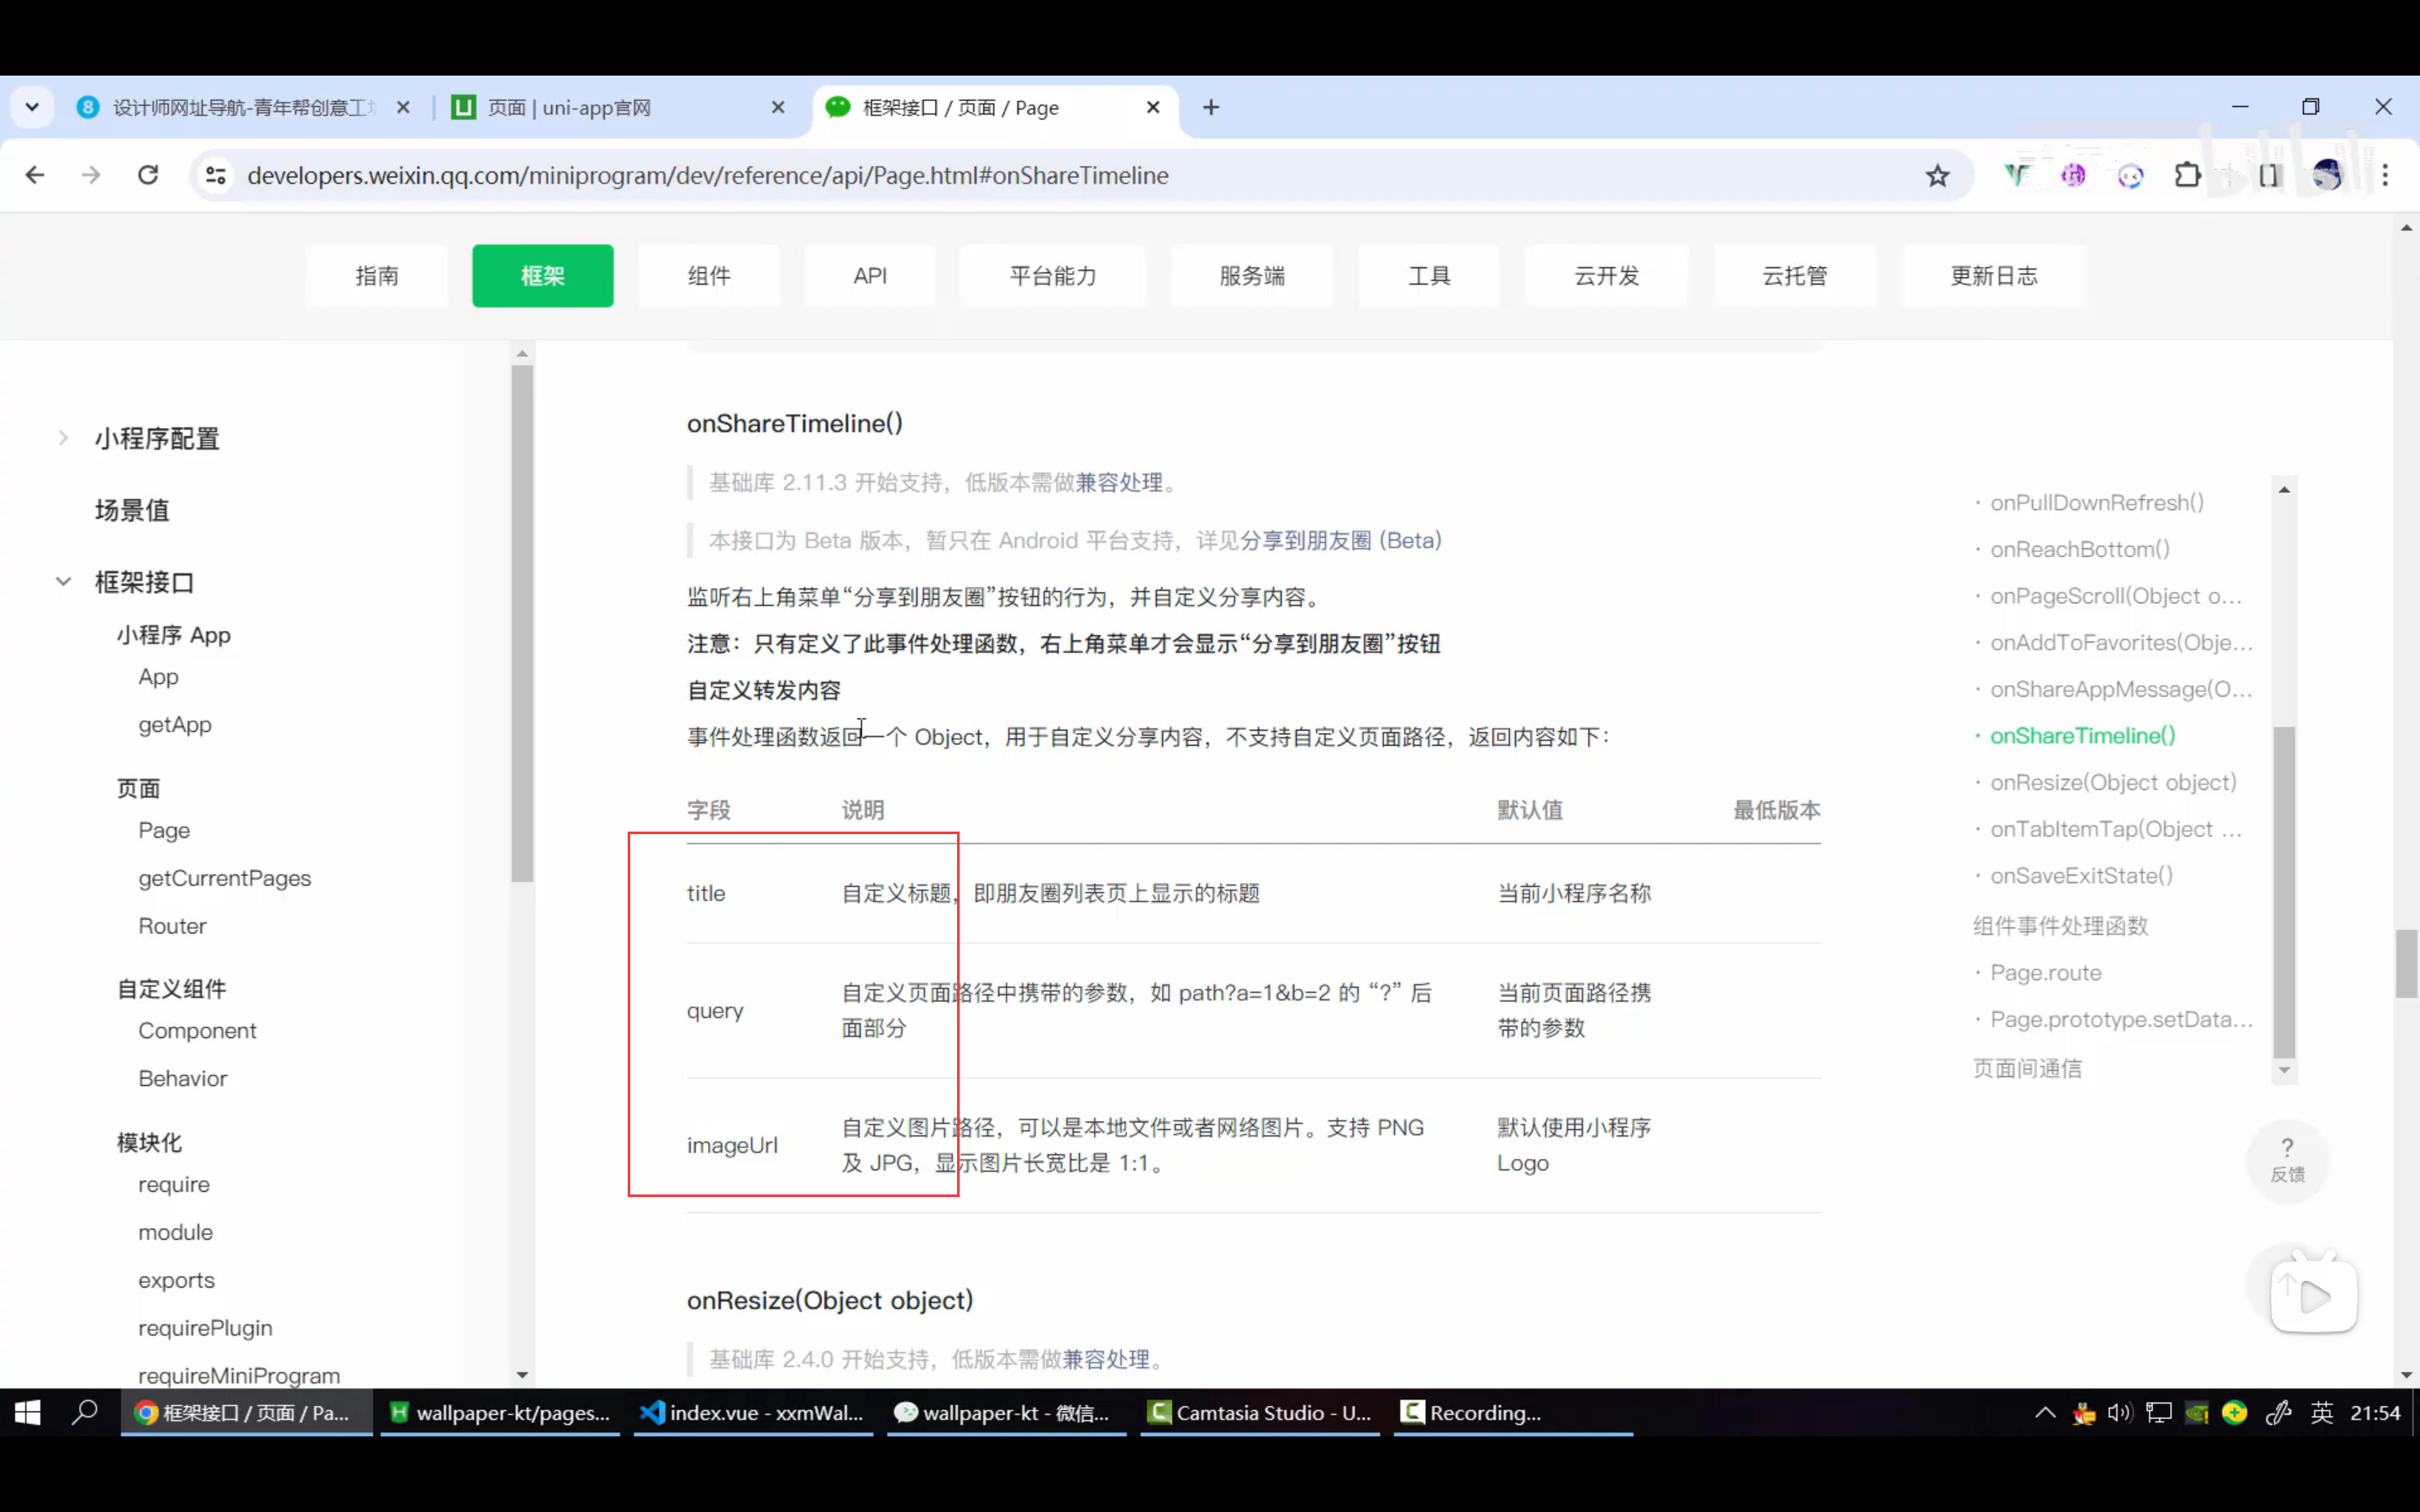 设计师网址导航-青年帮创意工
页面 | uni-app官网
框架接口 / 页面 / Page
developers.weixin.qq.com/miniprogram/dev/reference/api/Page.html#onShareTimeline
指南
框架
组件
API
平台能力
服务端
工具
云开发
云托管
更新日志
小程序配置
场景值
框架接口
小程序 App
App
getApp
页面
Page
getCurrentPages
Router
自定义组件
Component
Behavior
模块化
require
module
exports
requirePlugin
requireMiniProgram
onShareTimeline()
基础库 2.11.3 开始支持，低版本需做兼容处理。
本接口为 Beta 版本，暂只在 Android 平台支持，详见分享到朋友圈 (Beta)
监听右上角菜单“分享到朋友圈”按钮的行为，并自定义分享内容。
注意：只有定义了此事件处理函数，右上角菜单才会显示“分享到朋友圈”按钮
自定义转发内容
事件处理函数返回一个 Object，用于自定义分享内容，不支持自定义页面路径，返回内容如下：
字段 说明 默认值 最低版本
title 自定义标题，即朋友圈列表页上显示的标题 当前小程序名称
query 自定义页面路径中携带的参数，如 path?a=1&b=2 的 “?” 后
面部分
当前页面路径携
带的参数
imageUrl 自定义图片路径，可以是本地文件或者网络图片。支持 PNG
及 JPG，显示图片长宽比是 1:1。
默认使用小程序
Logo
onResize(Object object)
基础库 2.4.0 开始支持，低版本需做兼容处理。
· onPullDownRefresh()
· onReachBottom()
· onPageScroll(Object o...
· onAddToFavorites(Obje...
· onShareAppMessage(O...
· onShareTimeline()
· onResize(Object object)
· onTabItemTap(Object ...
· onSaveExitState()
组件事件处理函数
· Page.route
· Page.prototype.setData...
页面间通信
?
反馈
框架接口 / 页面 / Pa...
wallpaper-kt/pages...
index.vue - xxmWal...
wallpaper-kt - 微信...
Camtasia Studio - U...
Recording...
英
21:54